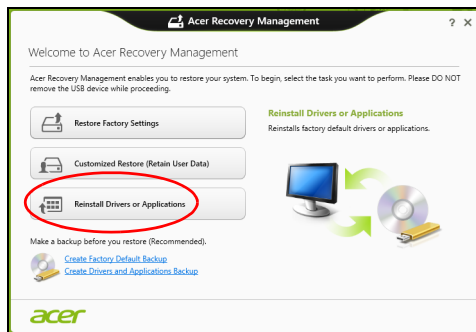 Acer Recovery Management
? ×
Welcome to Acer Recovery Management
Acer Recovery Management enables you to restore your system. To begin, select the task you want to perform. Please DO NOT
remove the USB device while proceeding.
Restore Factory Settings
Customized Restore (Retain User Data)
Reinstall Drivers or Applications
Reinstall Drivers or Applications
Reinstalls factory default drivers or applications.
Make a backup before you restore (Recommended).
Create Factory Default Backup
Create Drivers and Applications Backup
acer